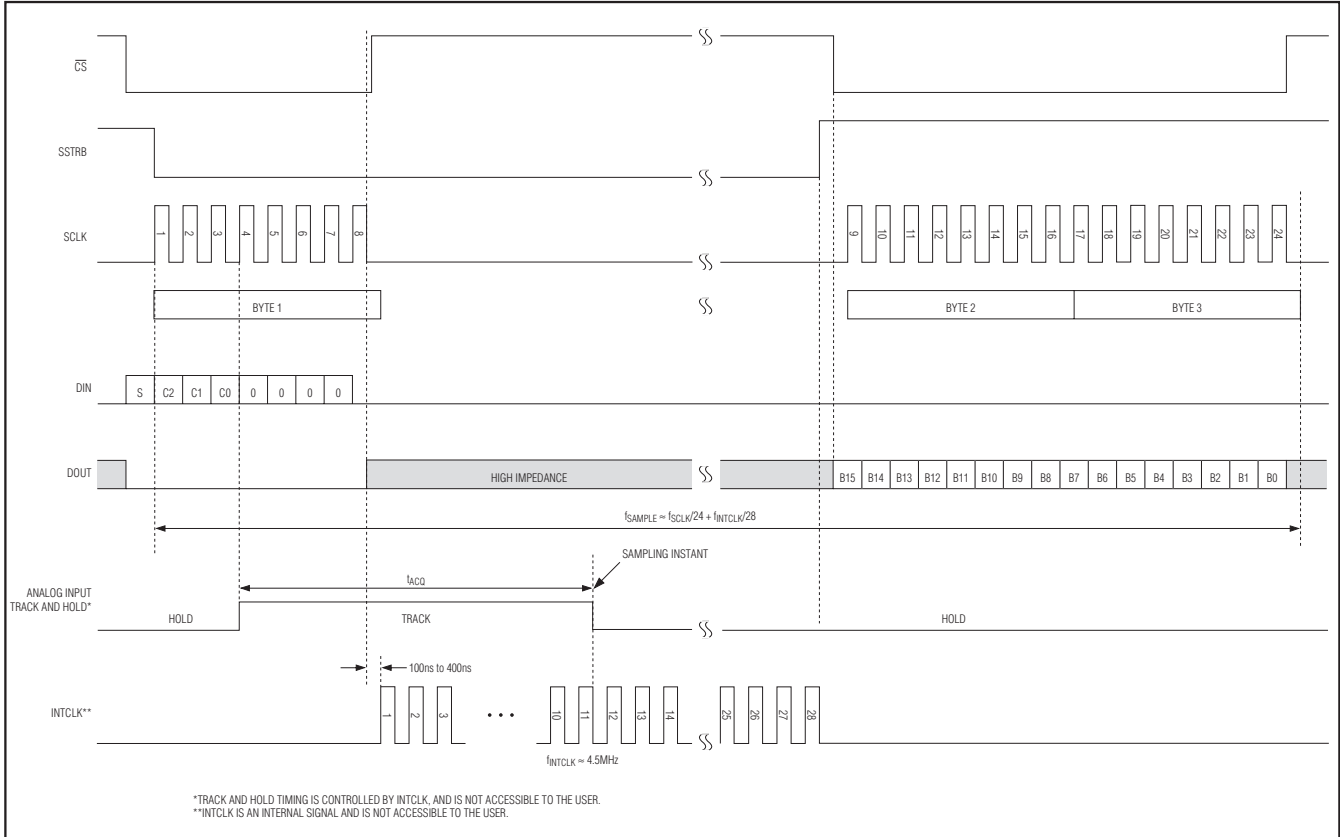 CS
SSTRB
SCLK
1 2 3 4 5 6 7 8 9 10 11 12 13 14 15 16 17 18 19 20 21 22 23 24
BYTE 1 BYTE 2 BYTE 3
DIN
S C2 C1 C0 0 0 0 0
DOUT
HIGH IMPEDANCE
B15 B14 B13 B12 B11 B10 B9 B8 B7 B6 B5 B4 B3 B2 B1 B0
fSAMPLE ≈ fSCLK/24 + fINTCLK/28
SAMPLING INSTANT
tACQ
ANALOG INPUT
TRACK AND HOLD*
HOLD TRACK HOLD
100ns to 400ns
INTCLK**
1 2 3 • • • 10 11 12 13 14 25 26 27 28
fINTCLK ≈ 4.5MHz
*TRACK AND HOLD TIMING IS CONTROLLED BY INTCLK, AND IS NOT ACCESSIBLE TO THE USER.
**INTCLK IS AN INTERNAL SIGNAL AND IS NOT ACCESSIBLE TO THE USER.